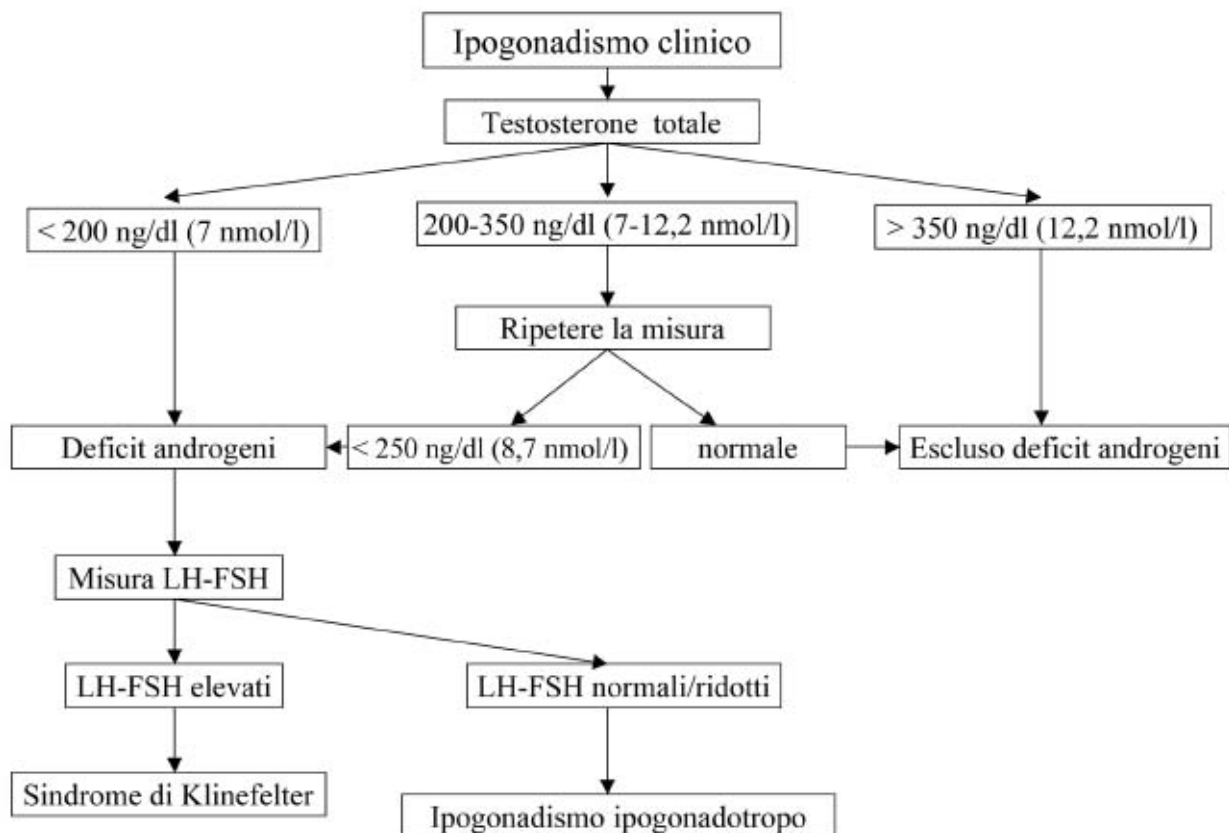 Ipogonadismo clinico
Testosterone totale
< 200 ng/dl (7 nmol/l)
200-350 ng/dl (7-12,2 nmol/l)
> 350 ng/dl (12,2 nmol/l)
Ripetere la misura
Deficit androgeni
< 250 ng/dl (8,7 nmol/l)
normale
Escluso deficit androgeni
Misura LH-FSH
LH-FSH elevati
LH-FSH normali/ridotti
Sindrome di Klinefelter
Ipogonadismo ipogonadotropo